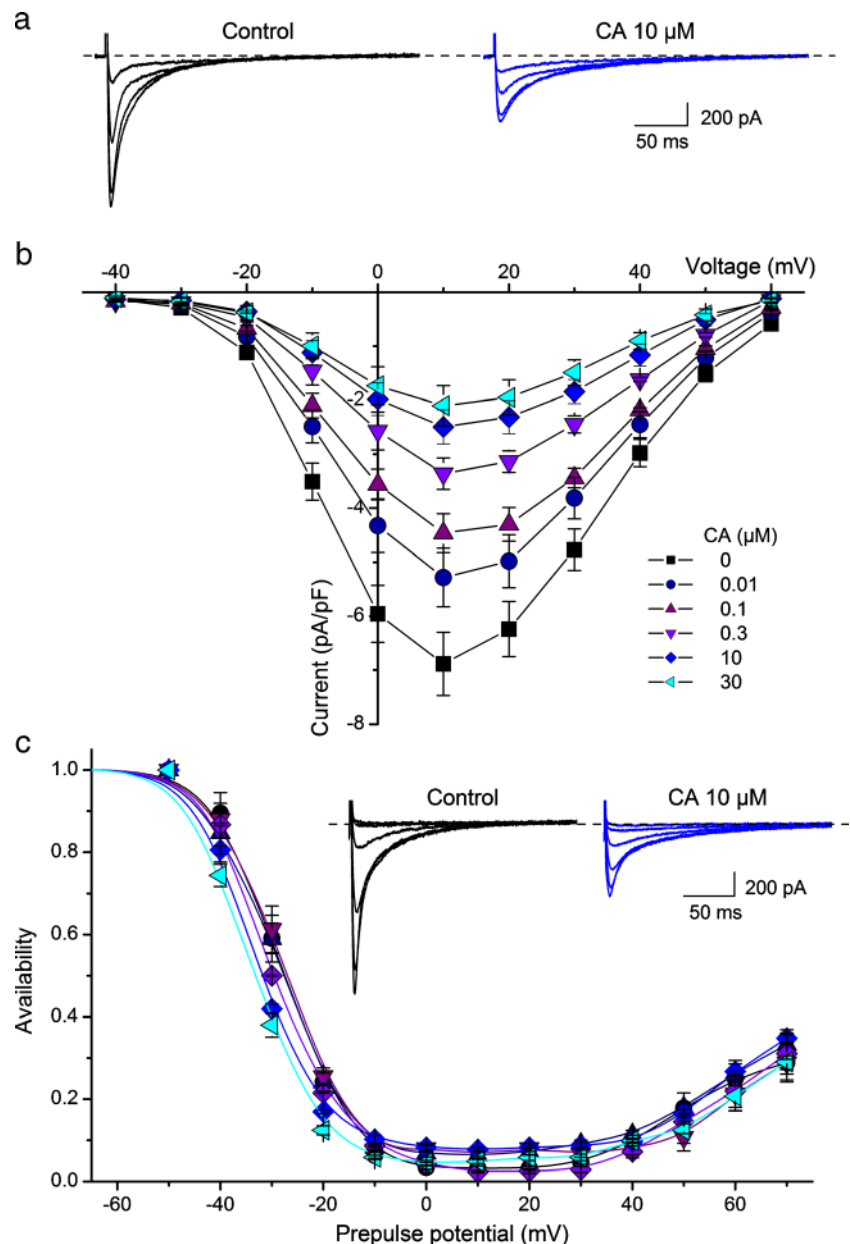 a
Control
CA 10 µM
200 pA
50 ms
b
-40 -20 0 20 40 60
Voltage (mV)
-2
-4
-6
-8
Current (pA/pF)
CA (µM)
0
0.01
0.1
0.3
10
30
c
Control
CA 10 µM
200 pA
50 ms
1.0
0.8
0.6
0.4
0.2
0.0
Availability
-60 -40 -20 0 20 40 60
Prepulse potential (mV)